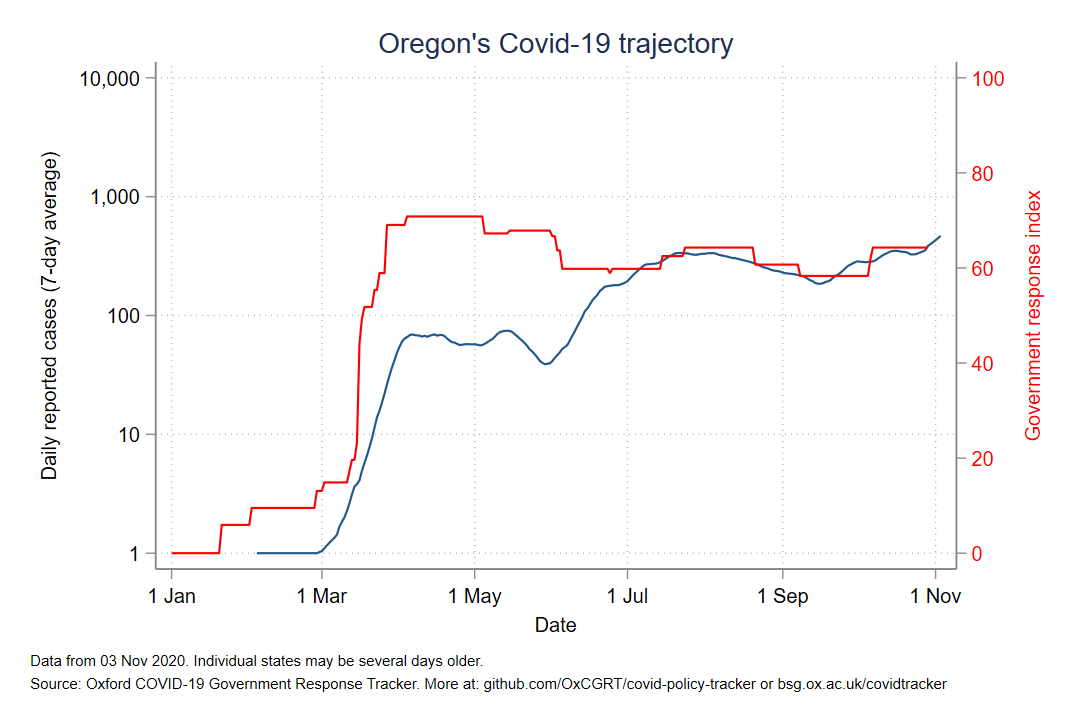 Oregon's Covid-19 trajectory
10,000
1,000
100
10
1
Daily reported cases (7-day average)
100
80
60
40
20
0
Government response index
1 Jan 1 Mar 1 May 1 Jul 1 Sep 1 Nov
Date
Data from 03 Nov 2020. Individual states may be several days older.
Source: Oxford COVID-19 Government Response Tracker. More at: github.com/OxCGRT/covid-policy-tracker or bsg.ox.ac.uk/covidtracker